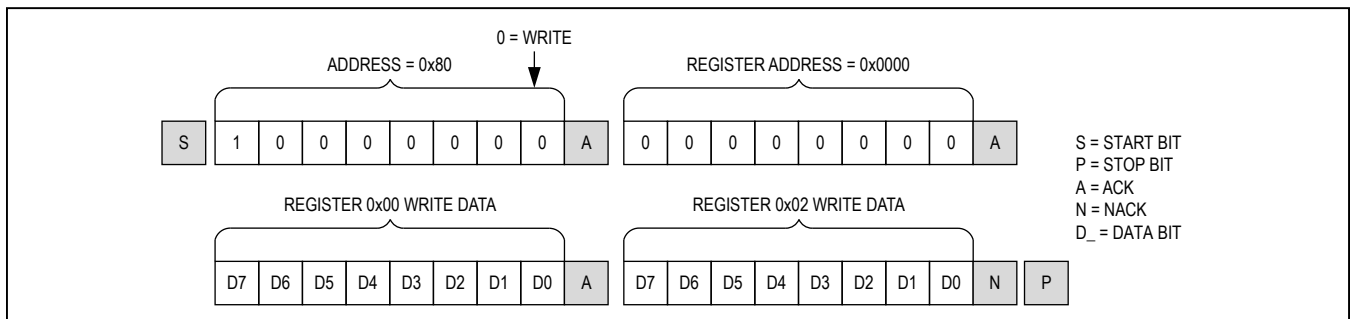 0 = WRITE
ADDRESS = 0x80
REGISTER ADDRESS = 0x0000
S 1 0 0 0 0 0 0 0 A 0 0 0 0 0 0 0 0 A
S = START BIT
P = STOP BIT
A = ACK
N = NACK
D_ = DATA BIT
REGISTER 0x00 WRITE DATA
REGISTER 0x02 WRITE DATA
D7 D6 D5 D4 D3 D2 D1 D0 A D7 D6 D5 D4 D3 D2 D1 D0 N P